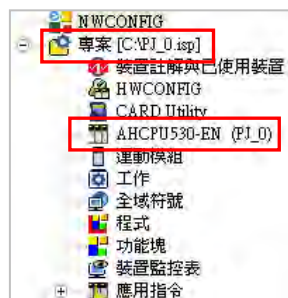 NWCONFIG
專案 [C:\PJ_0.isp]
裝置註解與已使用裝置
HWCONFIG
CARD Utility
AHCPU530-EN (PJ_0)
運動模組
工作
全域符號
程式
功能塊
裝置監控表
應用指令